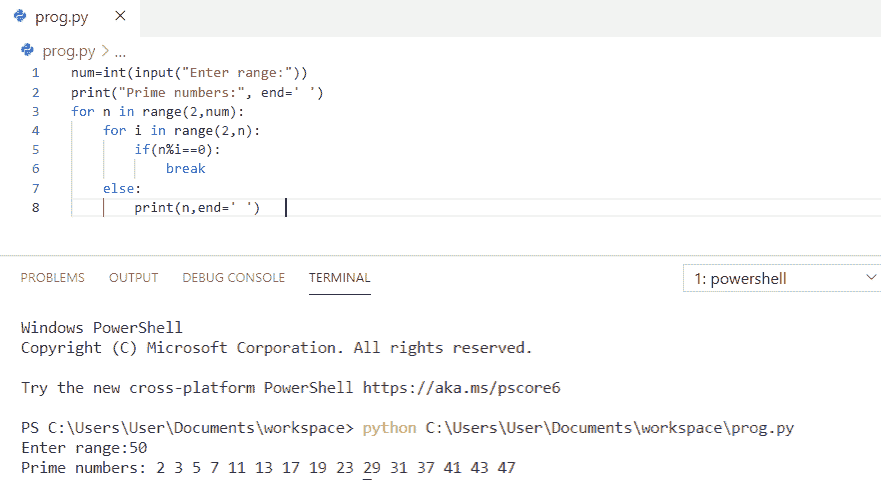 prog.py ×
prog.py > ...
1 num=int(input("Enter range:"))
2 print("Prime numbers:", end=' ')
3 for n in range(2,num):
4     for i in range(2,n):
5         if(n%i==0):
6             break
7     else:
8         print(n,end=' ')
PROBLEMS OUTPUT DEBUG CONSOLE TERMINAL 1: powershell
Windows PowerShell
Copyright (C) Microsoft Corporation. All rights reserved.
Try the new cross-platform PowerShell https://aka.ms/pscore6
PS C:\Users\User\Documents\workspace> python C:\Users\User\Documents\workspace\prog.py
Enter range:50
Prime numbers: 2 3 5 7 11 13 17 19 23 29 31 37 41 43 47